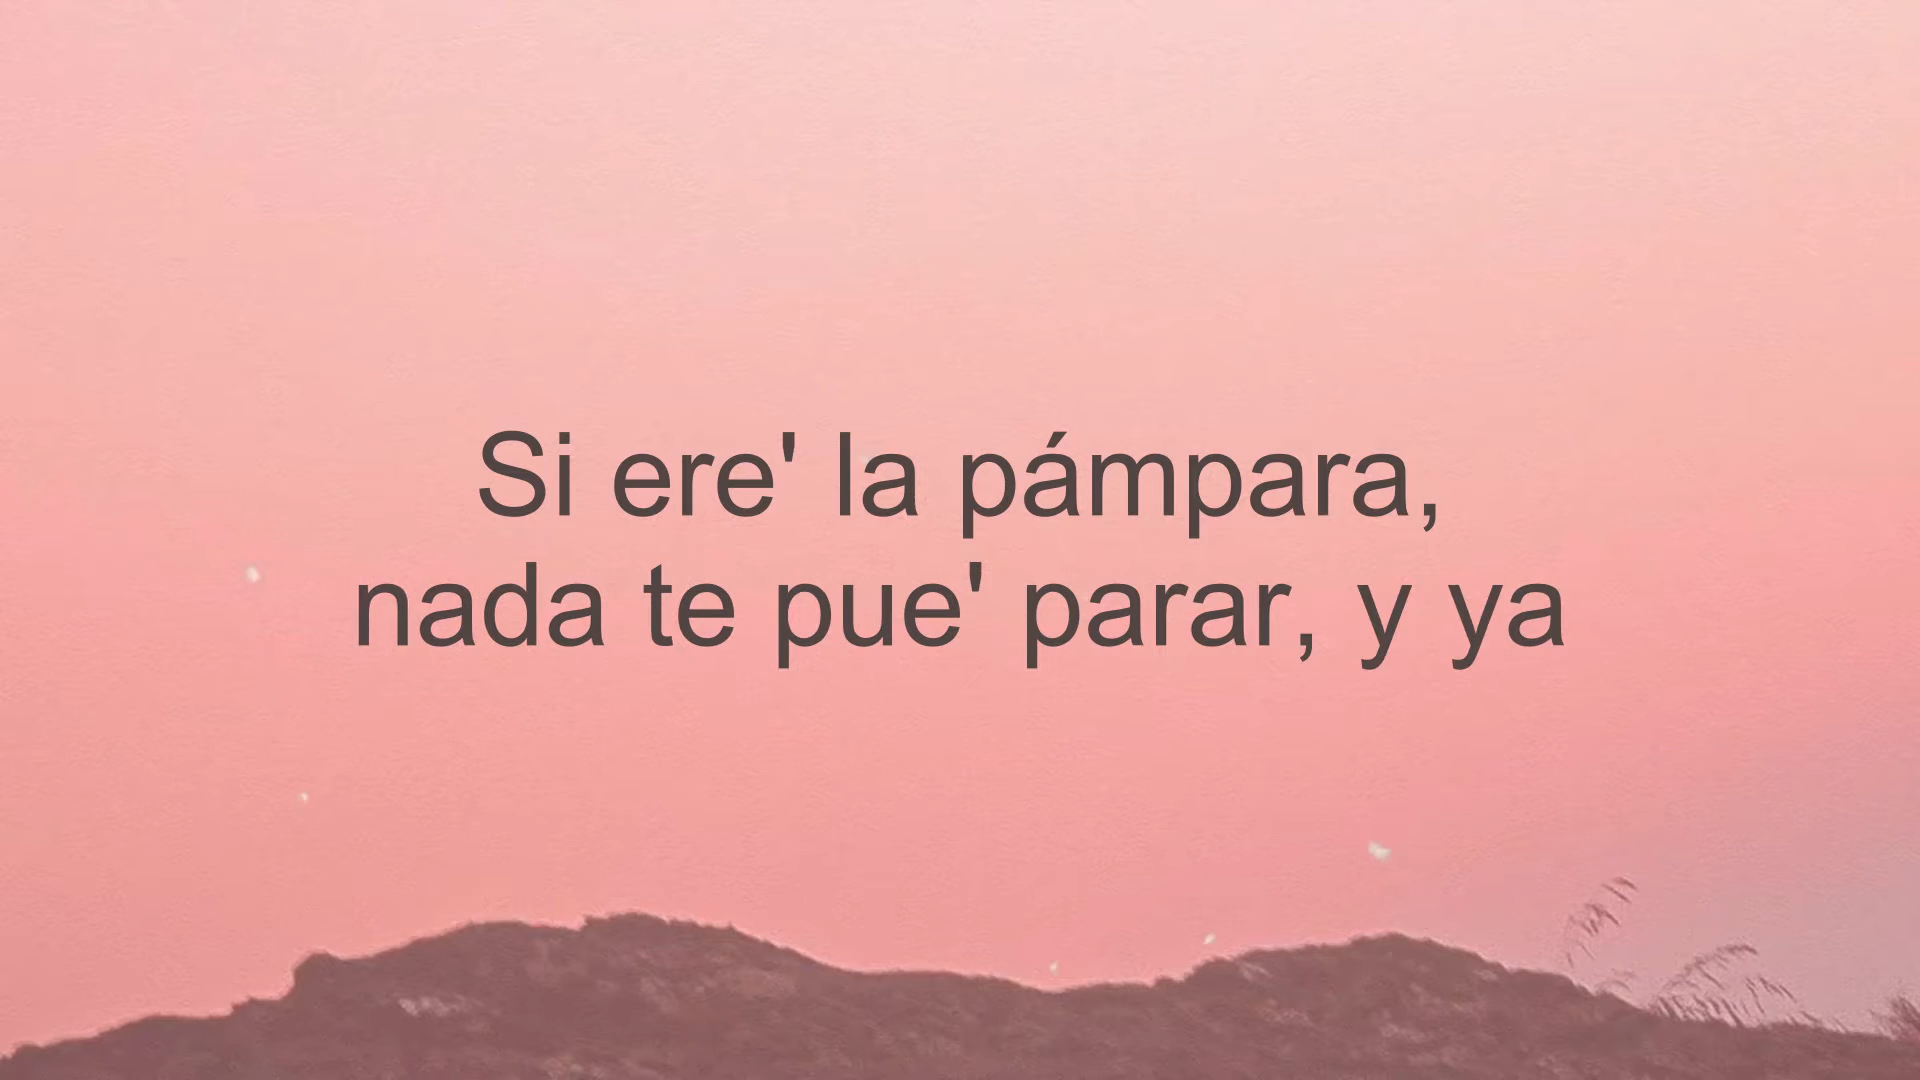 Si ere' la pámpara,
nada te pue' parar, y ya